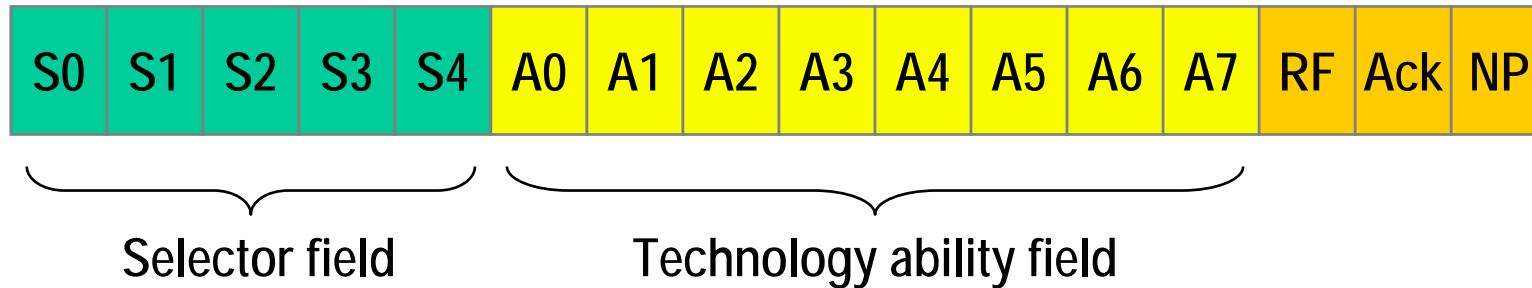 S0 S1 S2 S3 S4 A0 A1 A2 A3 A4 A5 A6 A7 RF Ack NP
Selector field Technology ability field